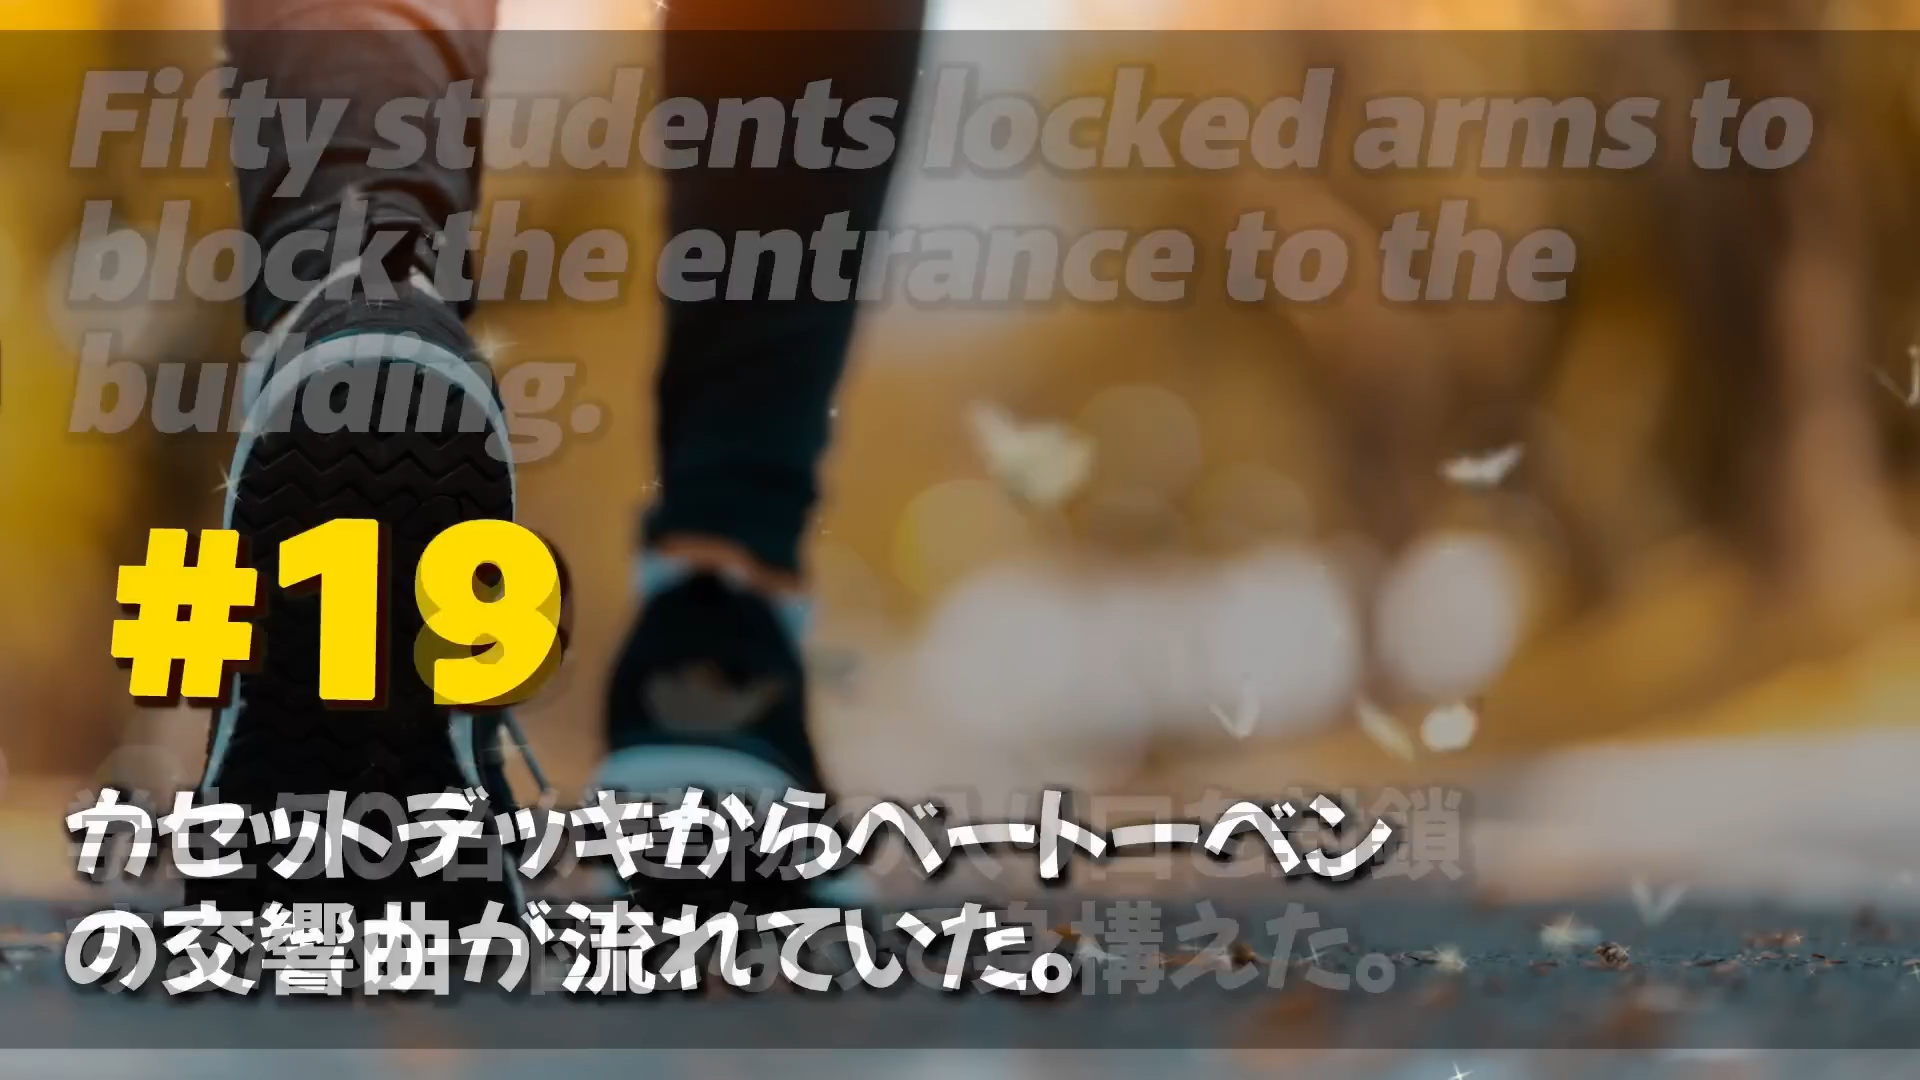 Fifty students locked arms to
block the entrance to the
building.
#19
カセットデッキからベートーベン
の交響曲が流れていた。